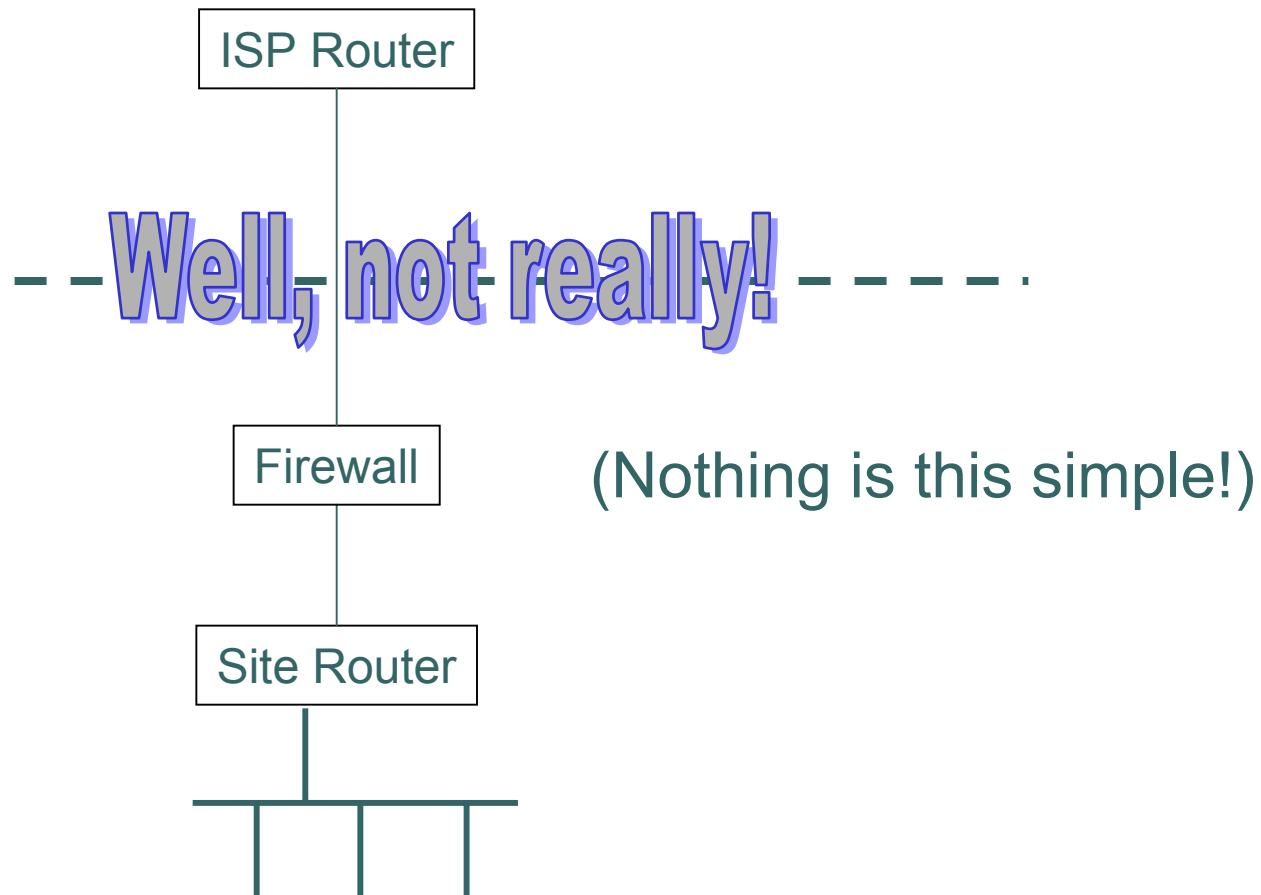 ISP Router
Well, not really!
Firewall
(Nothing is this simple!)
Site Router